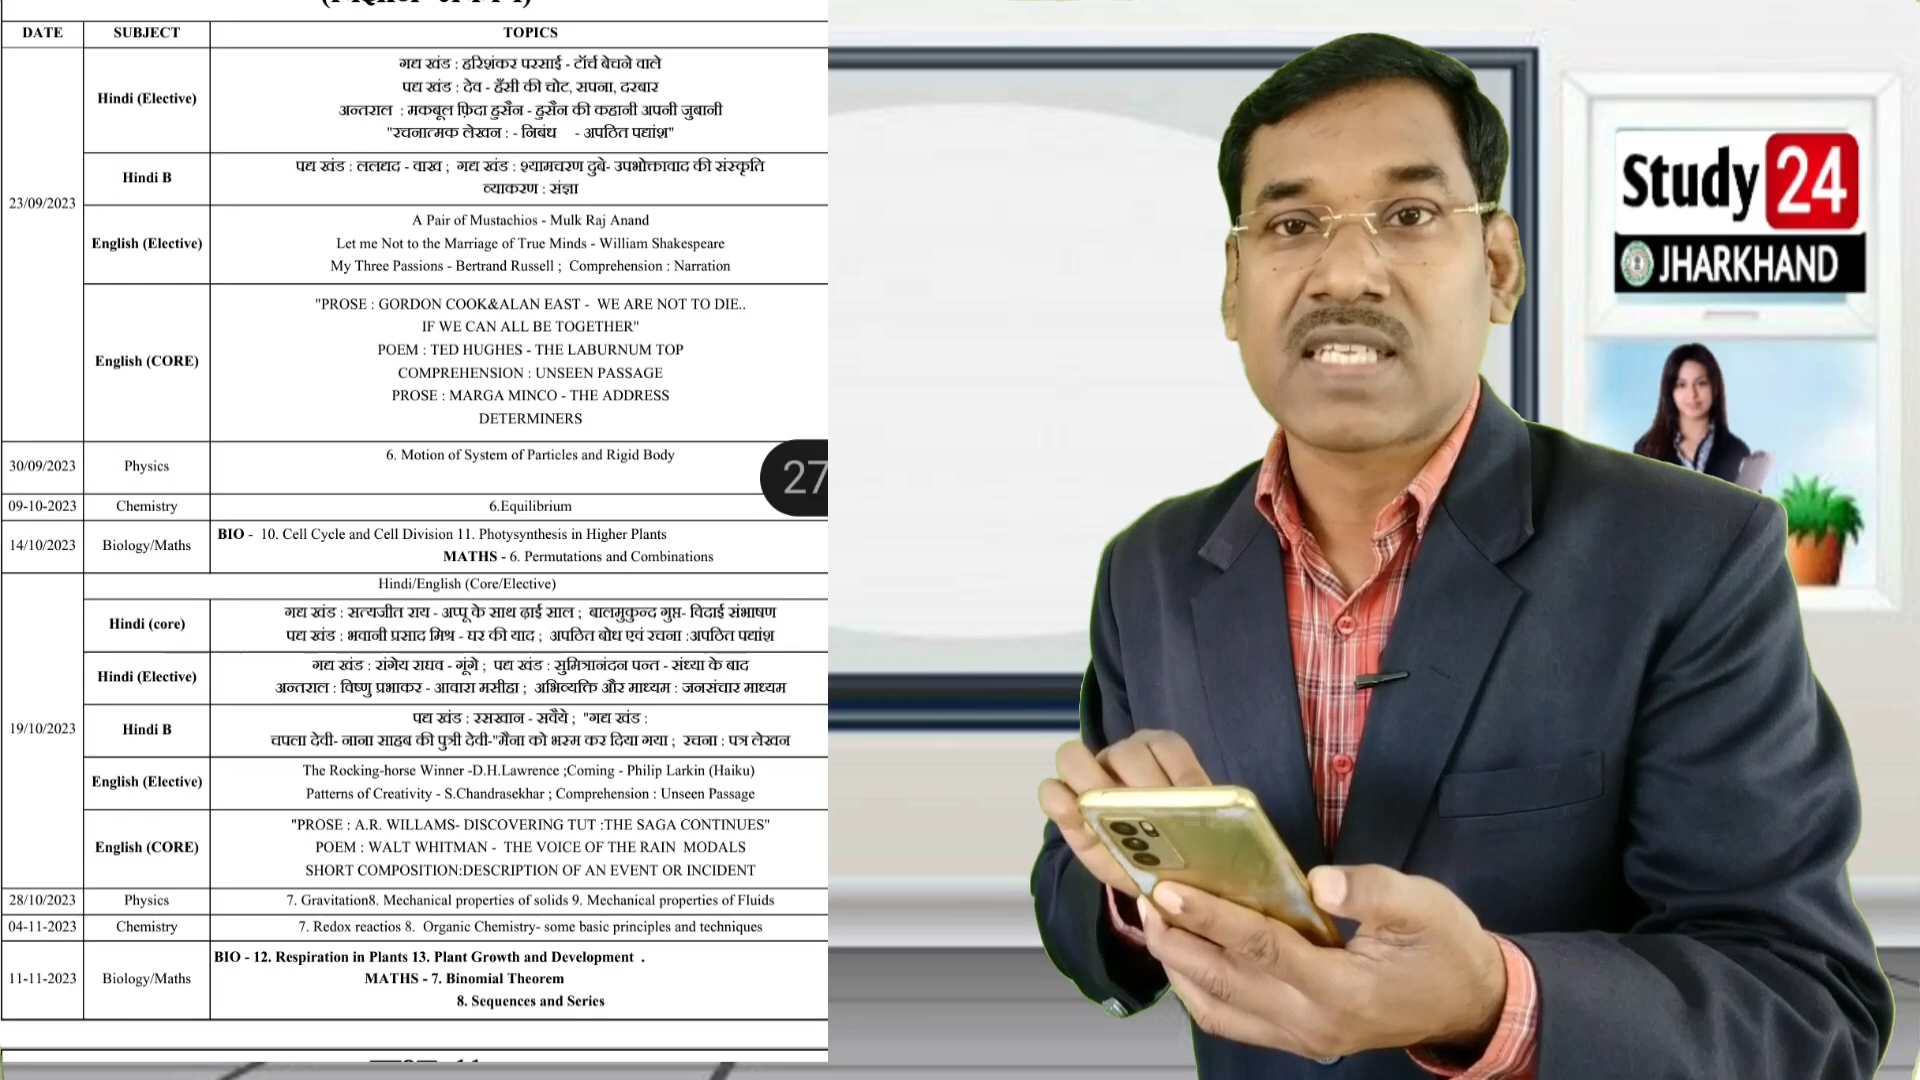 DATE SUBJECT TOPICS
Hindi (Elective)
गद्य खंड : हरिशंकर परसाई - टॉर्च बेचने वाले
पद्य खंड : देव - हँसी की चोट, सपना, दरबार
अन्तराल : मकबूल फ़िदा हुसैन - हुसैन की कहानी अपनी जुबानी
"रचनात्मक लेखन : - निबंध - अपठित पद्यांश"
23/09/2023
Hindi B
पद्य खंड : ललद्यद - वाख ; गद्य खंड : श्यामचरण दुबे- उपभोक्तावाद की संस्कृति
व्याकरण : संज्ञा
English (Elective)
A Pair of Mustachios - Mulk Raj Anand
Let me Not to the Marriage of True Minds - William Shakespeare
My Three Passions - Bertrand Russell ; Comprehension : Narration
English (CORE)
"PROSE : GORDON COOK&ALAN EAST - WE ARE NOT TO DIE..
IF WE CAN ALL BE TOGETHER"
POEM : TED HUGHES - THE LABURNUM TOP
COMPREHENSION : UNSEEN PASSAGE
PROSE : MARGA MINCO - THE ADDRESS
DETERMINERS
30/09/2023 Physics 6. Motion of System of Particles and Rigid Body
27
09-10-2023 Chemistry 6.Equilibrium
14/10/2023 Biology/Maths
BIO - 10. Cell Cycle and Cell Division 11. Photysynthesis in Higher Plants
MATHS - 6. Permutations and Combinations
19/10/2023
Hindi/English (Core/Elective)
Hindi (core)
गद्य खंड : सत्यजीत राय - अप्पू के साथ ढ़ाई साल ; बालमुकुन्द गुप्त- विदाई संभाषण
पद्य खंड : भवानी प्रसाद मिश्र - घर की याद ; अपठित बोध एवं रचना :अपठित पद्यांश
Hindi (Elective)
गद्य खंड : रांगेय राघव - गूंगे ; पद्य खंड : सुमित्रानंदन पन्त - संध्या के बाद
अन्तराल : विष्णु प्रभाकर - आवारा मसीहा ; अभिव्यक्ति और माध्यम : जनसंचार माध्यम
Hindi B
पद्य खंड : रसखान - सवैये ; "गद्य खंड :
चपला देवी- नाना साहब की पुत्री देवी-"मैना को भस्म कर दिया गया ; रचना : पत्र लेखन
English (Elective)
The Rocking-horse Winner -D.H.Lawrence ;Coming - Philip Larkin (Haiku)
Patterns of Creativity - S.Chandrasekhar ; Comprehension : Unseen Passage
English (CORE)
"PROSE : A.R. WILLAMS- DISCOVERING TUT :THE SAGA CONTINUES"
POEM : WALT WHITMAN - THE VOICE OF THE RAIN MODALS
SHORT COMPOSITION:DESCRIPTION OF AN EVENT OR INCIDENT
28/10/2023 Physics 7. Gravitation8. Mechanical properties of solids 9. Mechanical properties of Fluids
04-11-2023 Chemistry 7. Redox reactios 8. Organic Chemistry- some basic principles and techniques
11-11-2023 Biology/Maths
BIO - 12. Respiration in Plants 13. Plant Growth and Development .
MATHS - 7. Binomial Theorem
8. Sequences and Series
Study 24
JHARKHAND